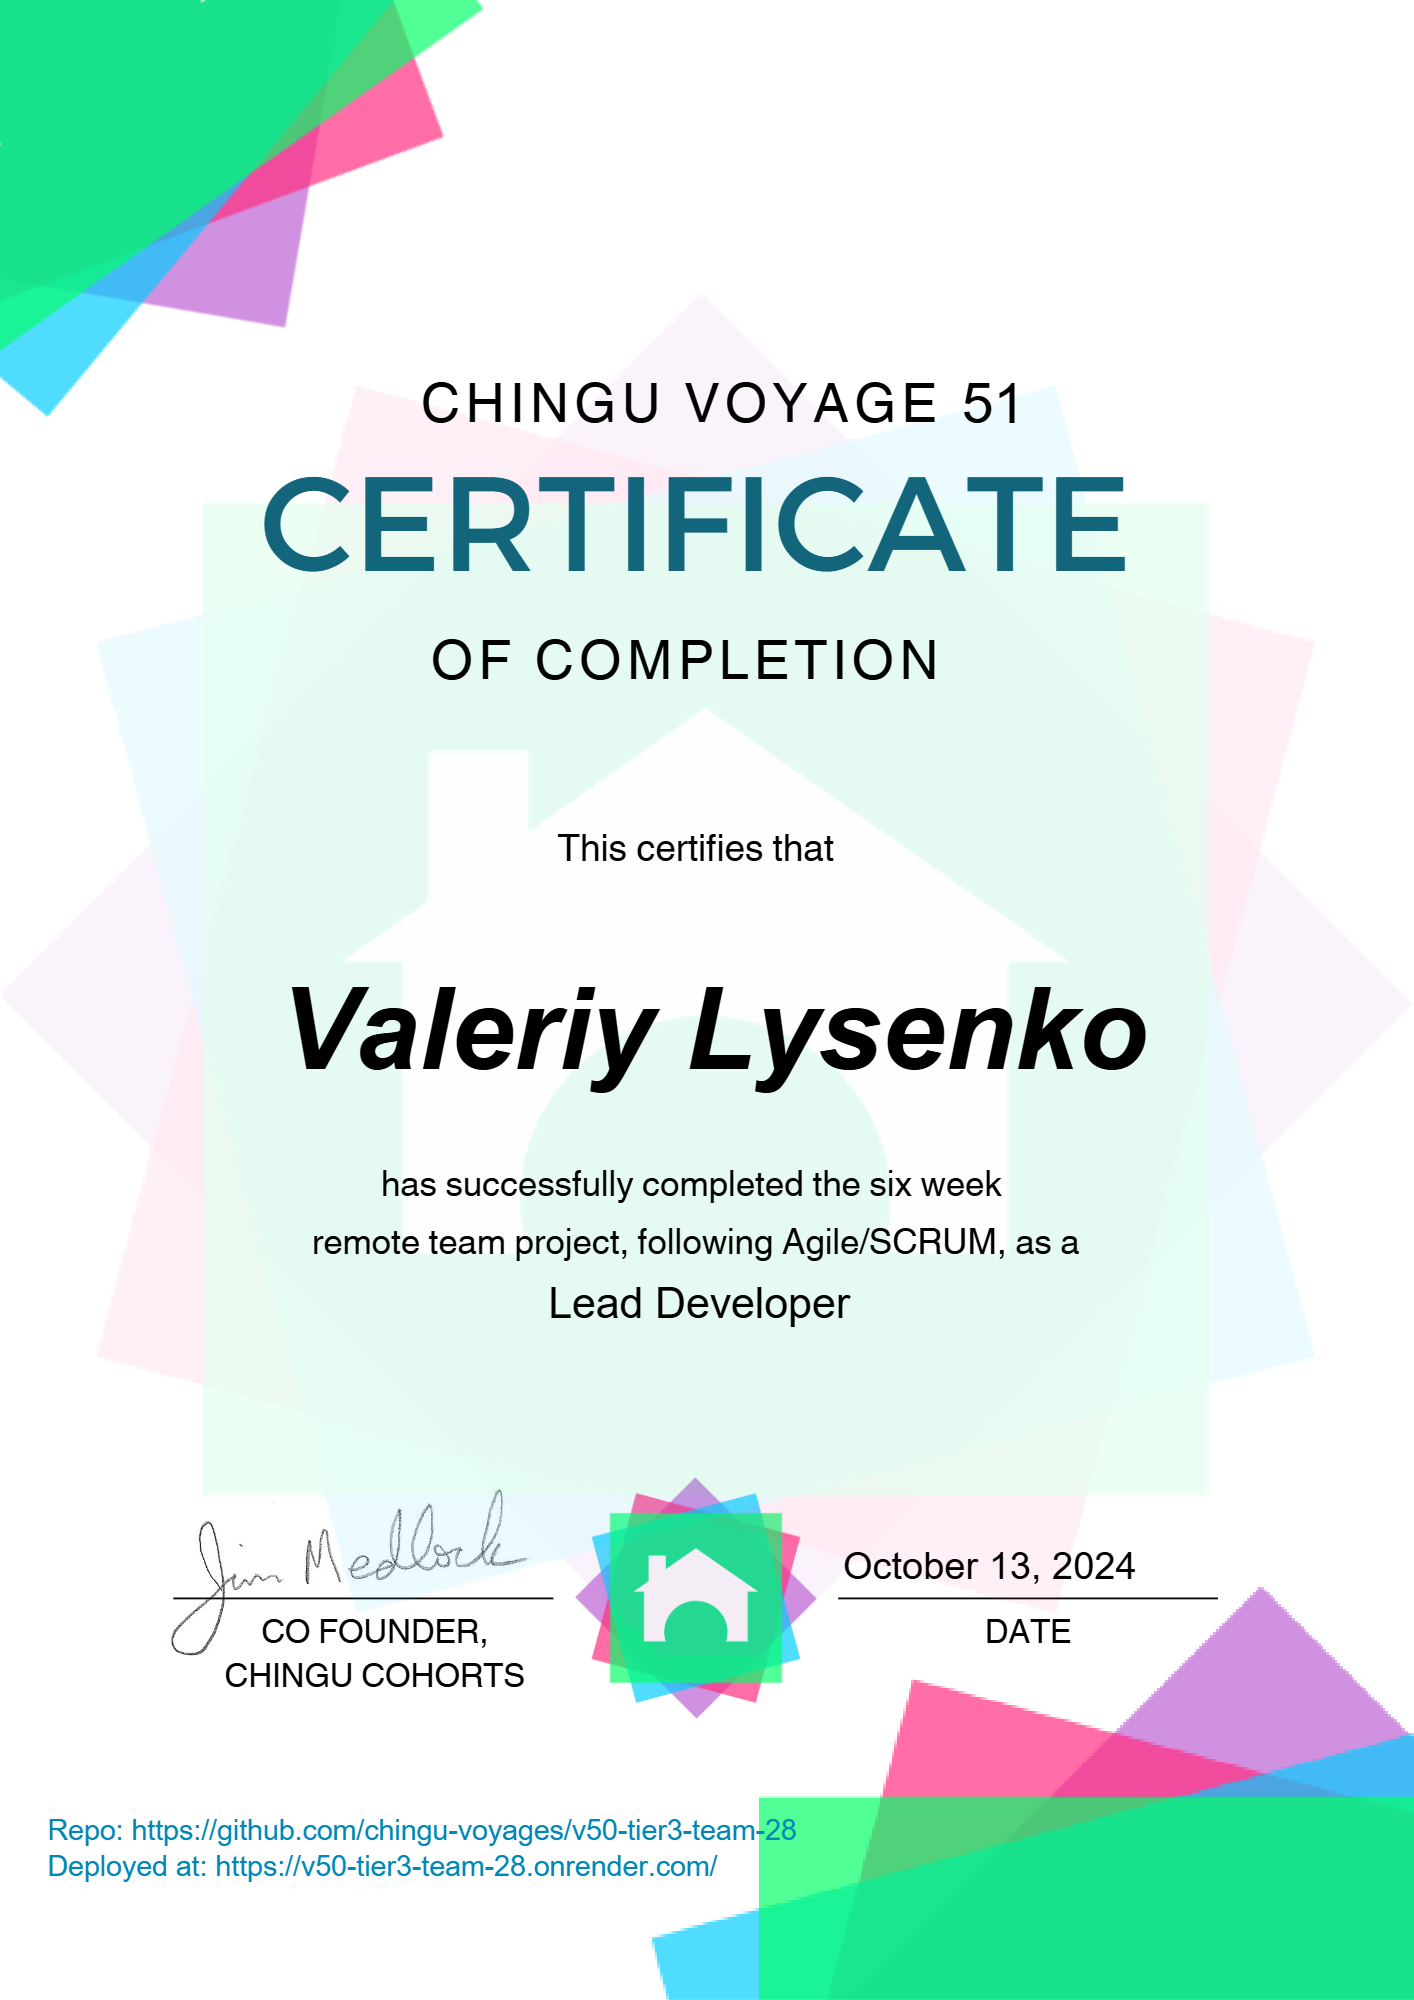 CHINGU VOYAGE 51
CERTIFICATE
OF COMPLETION
This certifies that
Valeriy Lysenko
has successfully completed the six week
remote team project, following Agile/SCRUM, as a
Lead Developer
Jim Medlock
October 13, 2024
CO FOUNDER,
CHINGU COHORTS
DATE
Repo: https://github.com/chingu-voyages/v50-tier3-team-28
Deployed at: https://v50-tier3-team-28.onrender.com/